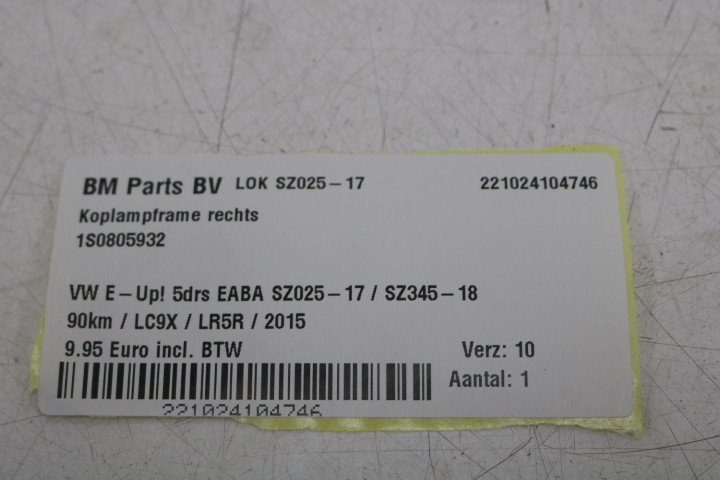 BM Parts BV LOK SZ025-17 221024104746
Koplampframe rechts
1S0805932
VW E-Up! 5drs EABA SZ025-17 / SZ345-18
90km / LC9X / LR5R / 2015
9.95 Euro incl. BTW Verz: 10
Aantal: 1
221024104746